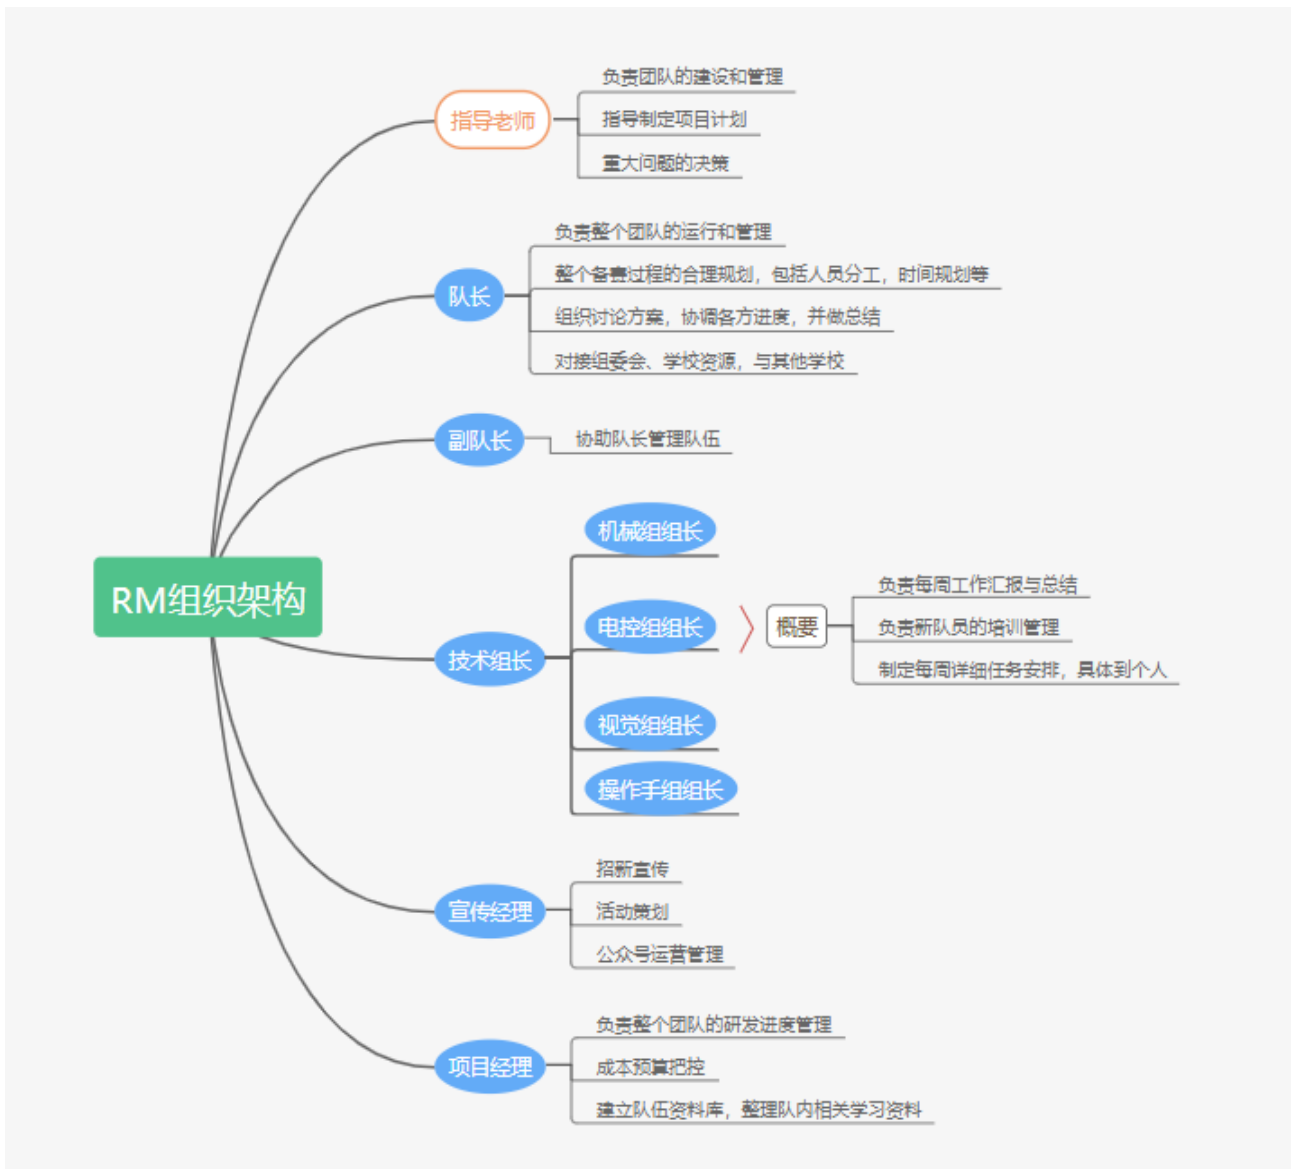 指导老师
负责团队的建设和管理
指导制定项目计划
重大问题的决策
队长
负责整个团队的运行和管理
整个备赛过程的合理规划，包括人员分工，时间规划等
组织讨论方案，协调各方进度，并做总结
对接组委会、学校资源，与其他学校
副队长
协助队长管理队伍
RM组织架构
技术组长
机械组组长
电控组组长
视觉组组长
操作手组组长
概要
负责每周工作汇报与总结
负责新队员的培训管理
制定每周详细任务安排，具体到个人
宣传经理
招新宣传
活动策划
公众号运营管理
项目经理
负责整个团队的研发进度管理
成本预算把控
建立队伍资料库，整理队内相关学习资料